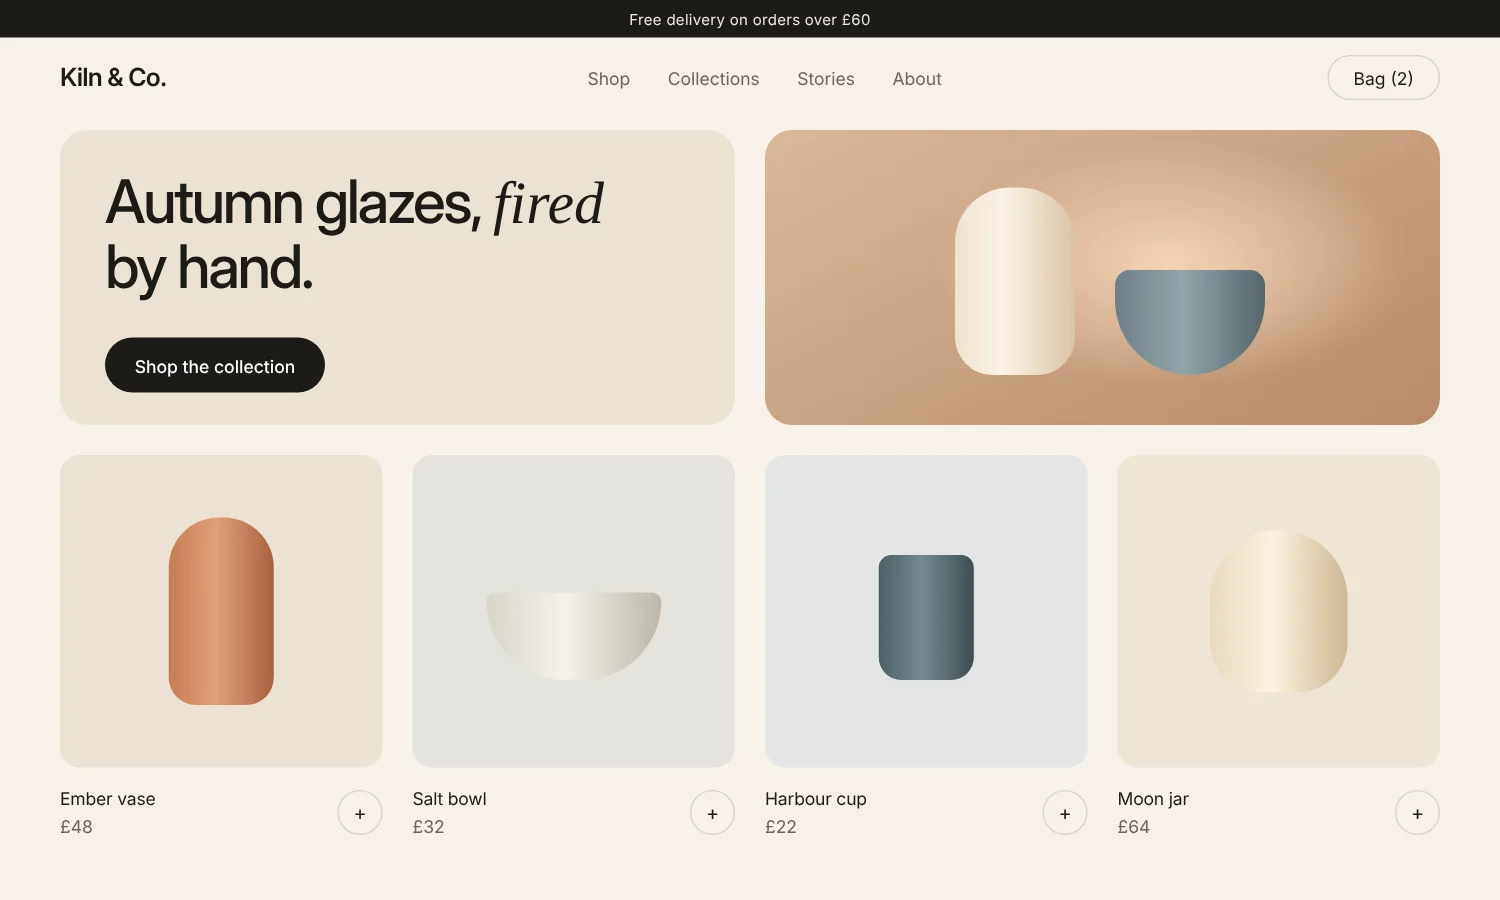 Free delivery on orders over £60
Kiln & Co.
Shop
Collections
Stories
About
Bag (2)
Autumn glazes, fired
by hand.
Shop the collection
Ember vase
£48
+
Salt bowl
£32
+
Harbour cup
£22
+
Moon jar
£64
+